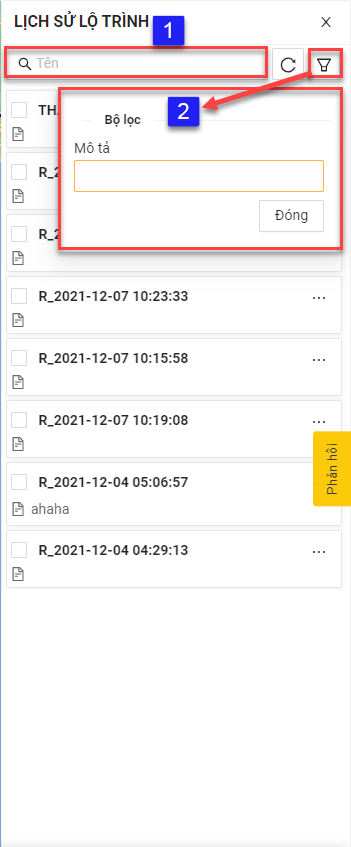 LỊCH SỬ LỘ TRÌNH
1
Tên
THA
Bộ lọc
2
Mô tả
R_2
R_2
Đóng
R_2021-12-07 10:23:33
R_2021-12-07 10:15:58
R_2021-12-07 10:19:08
Phản hồi
R_2021-12-04 05:06:57
ahaha
R_2021-12-04 04:29:13